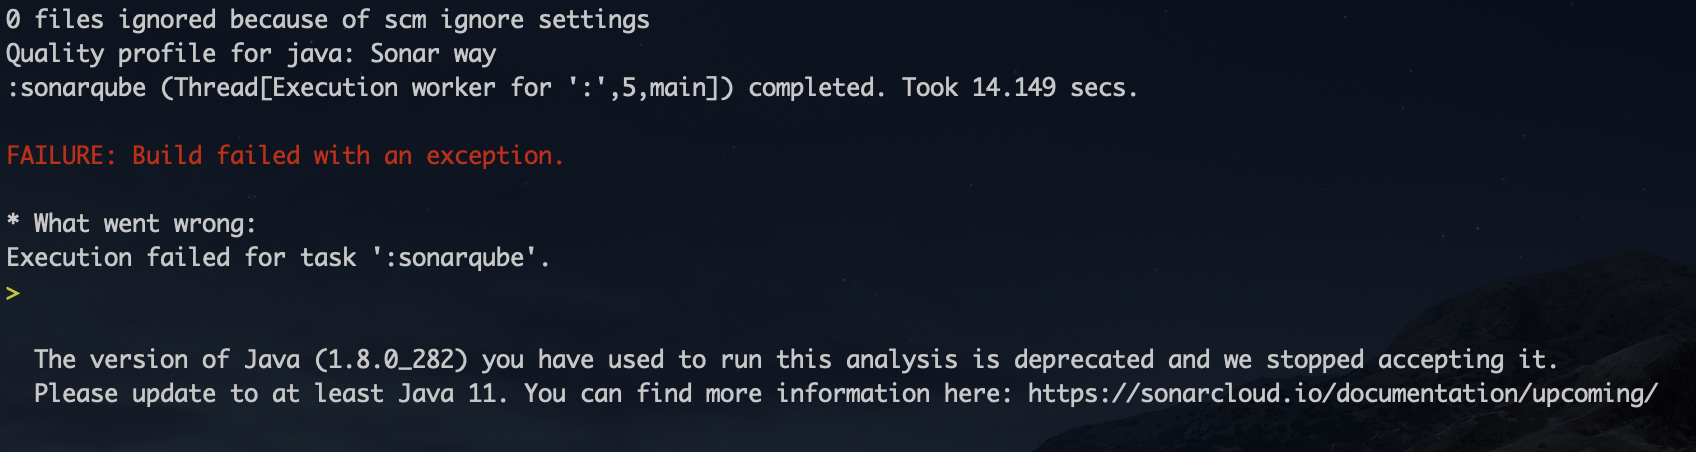 0 files ignored because of scm ignore settings
Quality profile for java: Sonar way
:sonarqube (Thread[Execution worker for ':',5,main]) completed. Took 14.149 secs.
FAILURE: Build failed with an exception.
* What went wrong:
Execution failed for task ':sonarqube'.
>
The version of Java (1.8.0_282) you have used to run this analysis is deprecated and we stopped accepting it.
Please update to at least Java 11. You can find more information here: https://sonarcloud.io/documentation/upcoming/